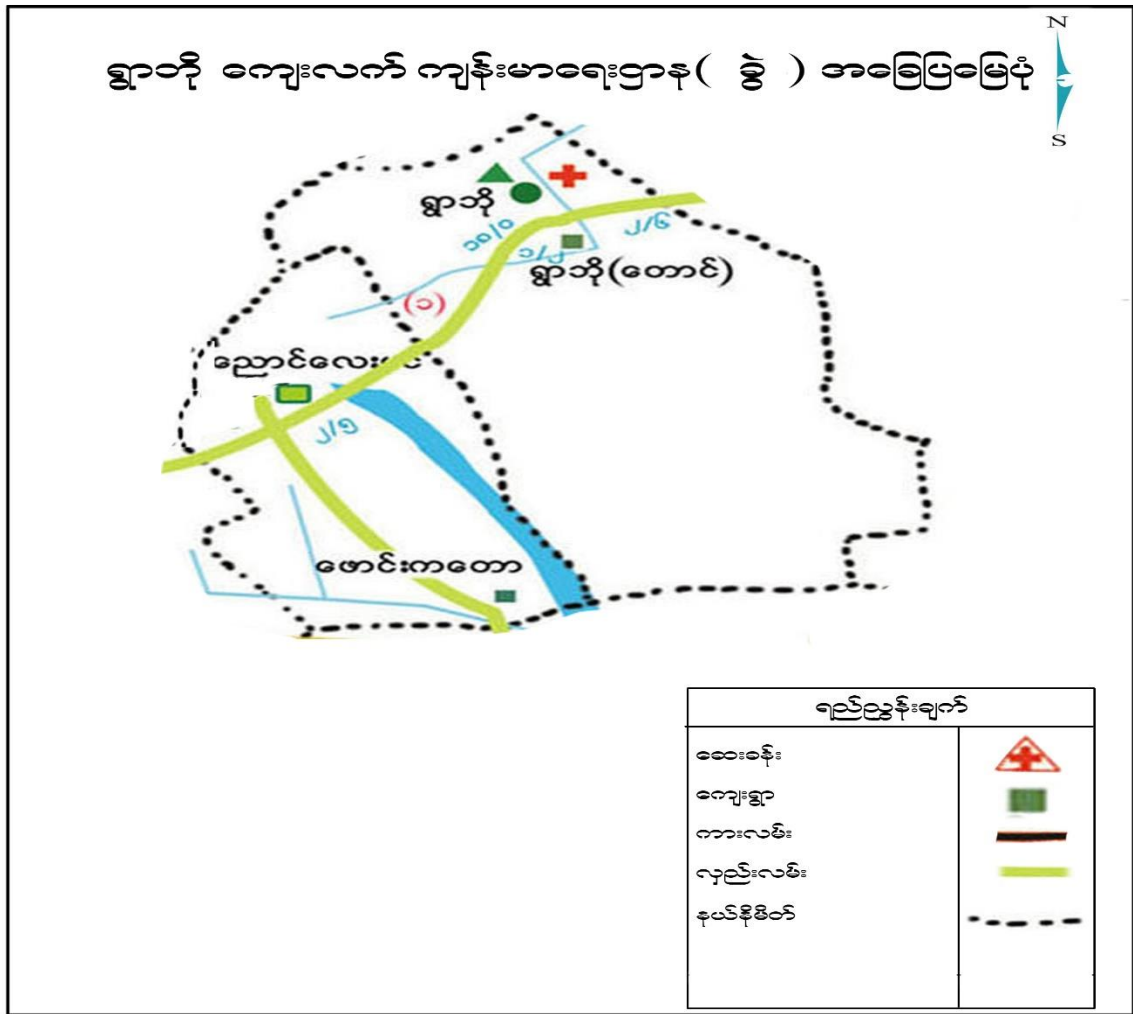 N
ရွာဘို ကျေးလက် ကျန်းမာရေးဌာန( ခွဲ ) အခြေပြမြေပုံ
S
ရွာဘို
၁၈/၀
၂/၆
၁/၂
ရွာဘို(တောင်)
(၁)
၂/၅
ဖောင်းကတော
ရည်ညွှန်းချက်
ဆေးခန်း
ကျေးရွာ
ကားလမ်း
လှည်းလမ်း
နယ်နိမိတ်